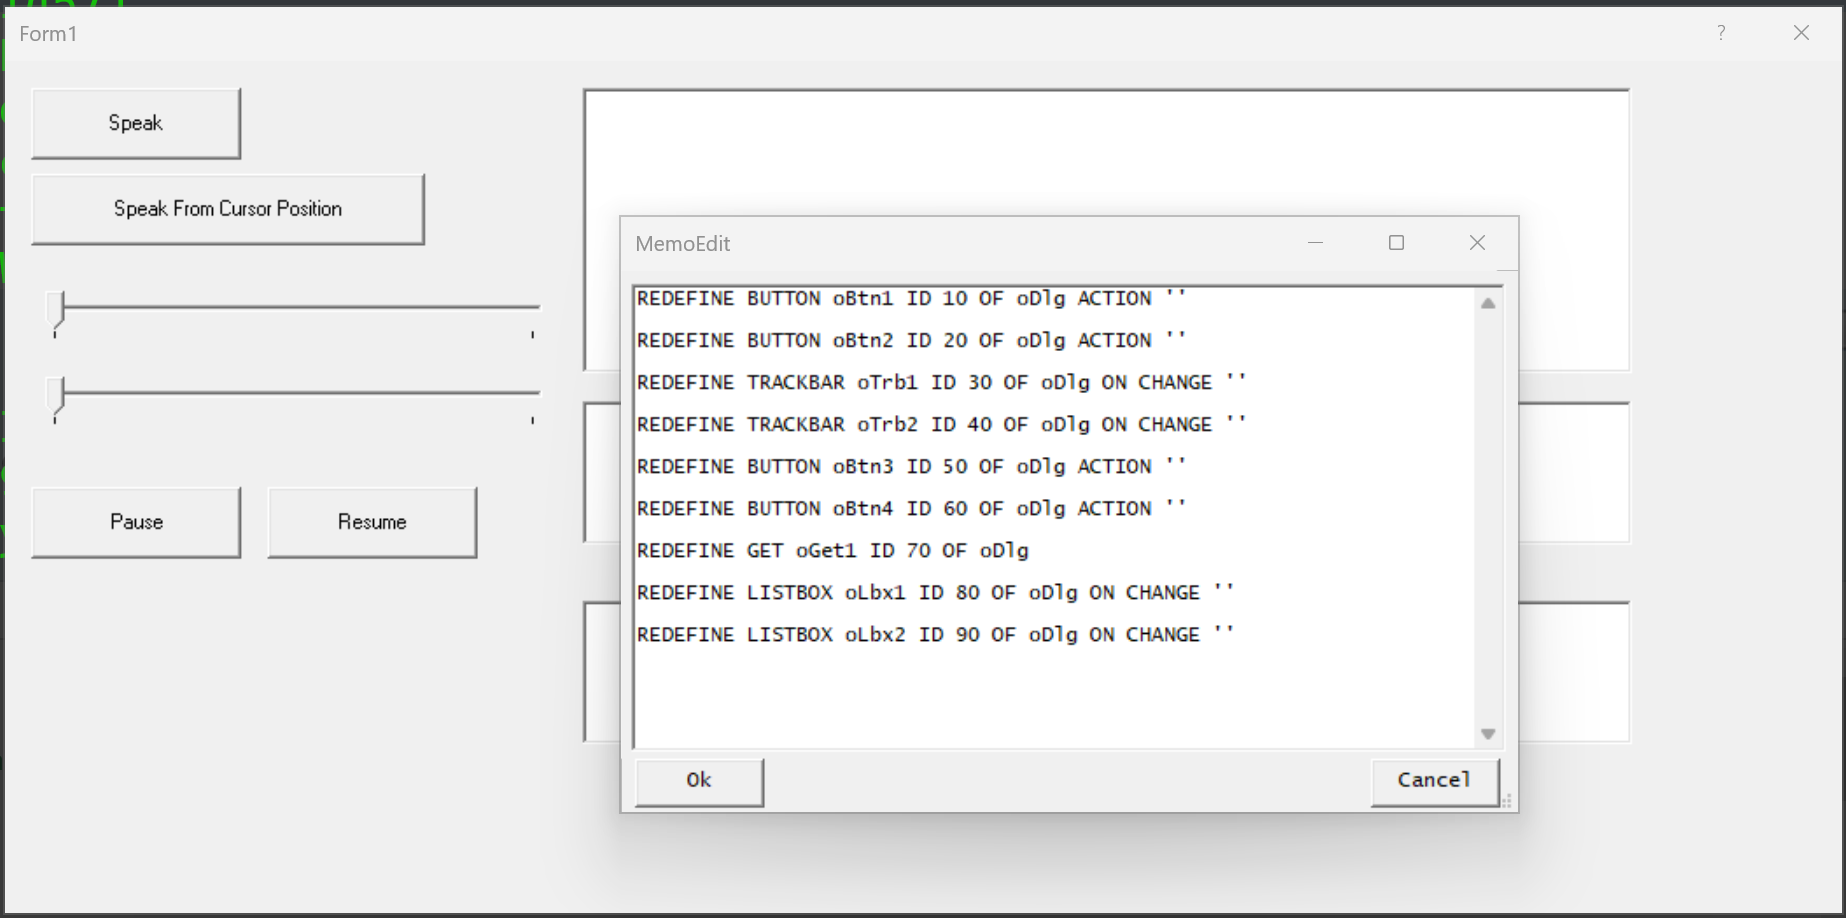 Form1
?
Speak
Speak From Cursor Position
Pause
Resume
MemoEdit
REDEFINE BUTTON oBtn1 ID 10 OF oDlg ACTION ''
REDEFINE BUTTON oBtn2 ID 20 OF oDlg ACTION ''
REDEFINE TRACKBAR oTrb1 ID 30 OF oDlg ON CHANGE ''
REDEFINE TRACKBAR oTrb2 ID 40 OF oDlg ON CHANGE ''
REDEFINE BUTTON oBtn3 ID 50 OF oDlg ACTION ''
REDEFINE BUTTON oBtn4 ID 60 OF oDlg ACTION ''
REDEFINE GET oGet1 ID 70 OF oDlg
REDEFINE LISTBOX oLbx1 ID 80 OF oDlg ON CHANGE ''
REDEFINE LISTBOX oLbx2 ID 90 OF oDlg ON CHANGE ''
Ok
Cancel